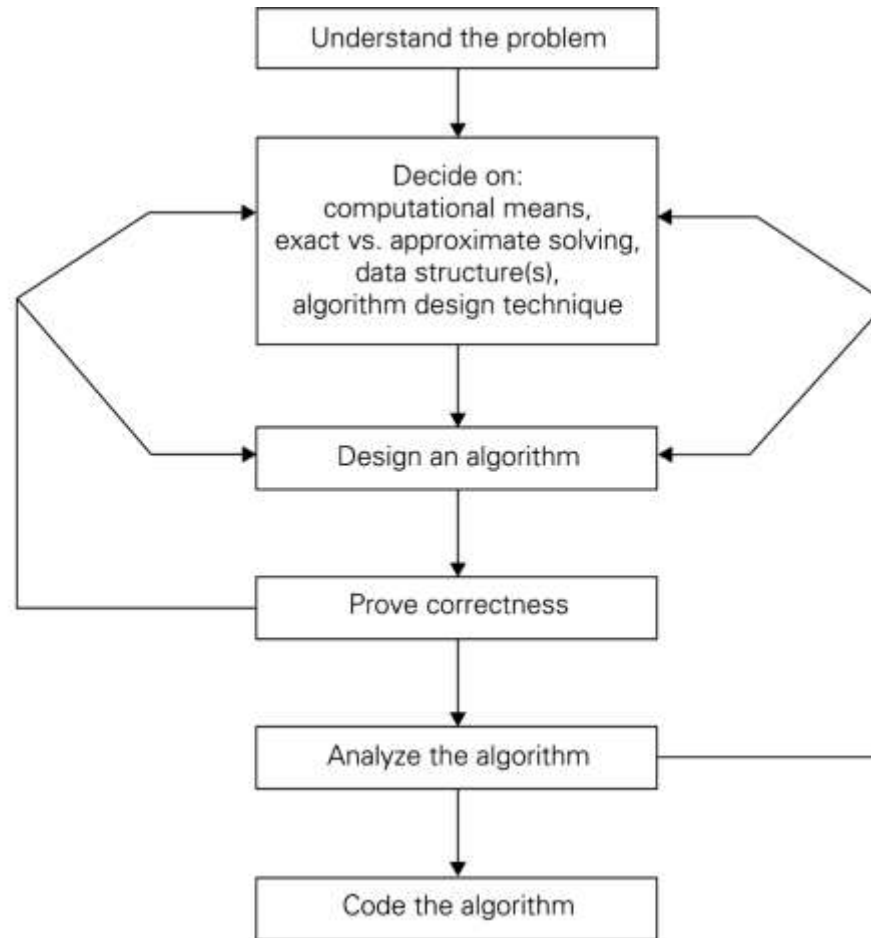 Understand the problem
Decide on:
computational means,
exact vs. approximate solving,
data structure(s),
algorithm design technique
Design an algorithm
Prove correctness
Analyze the algorithm
Code the algorithm